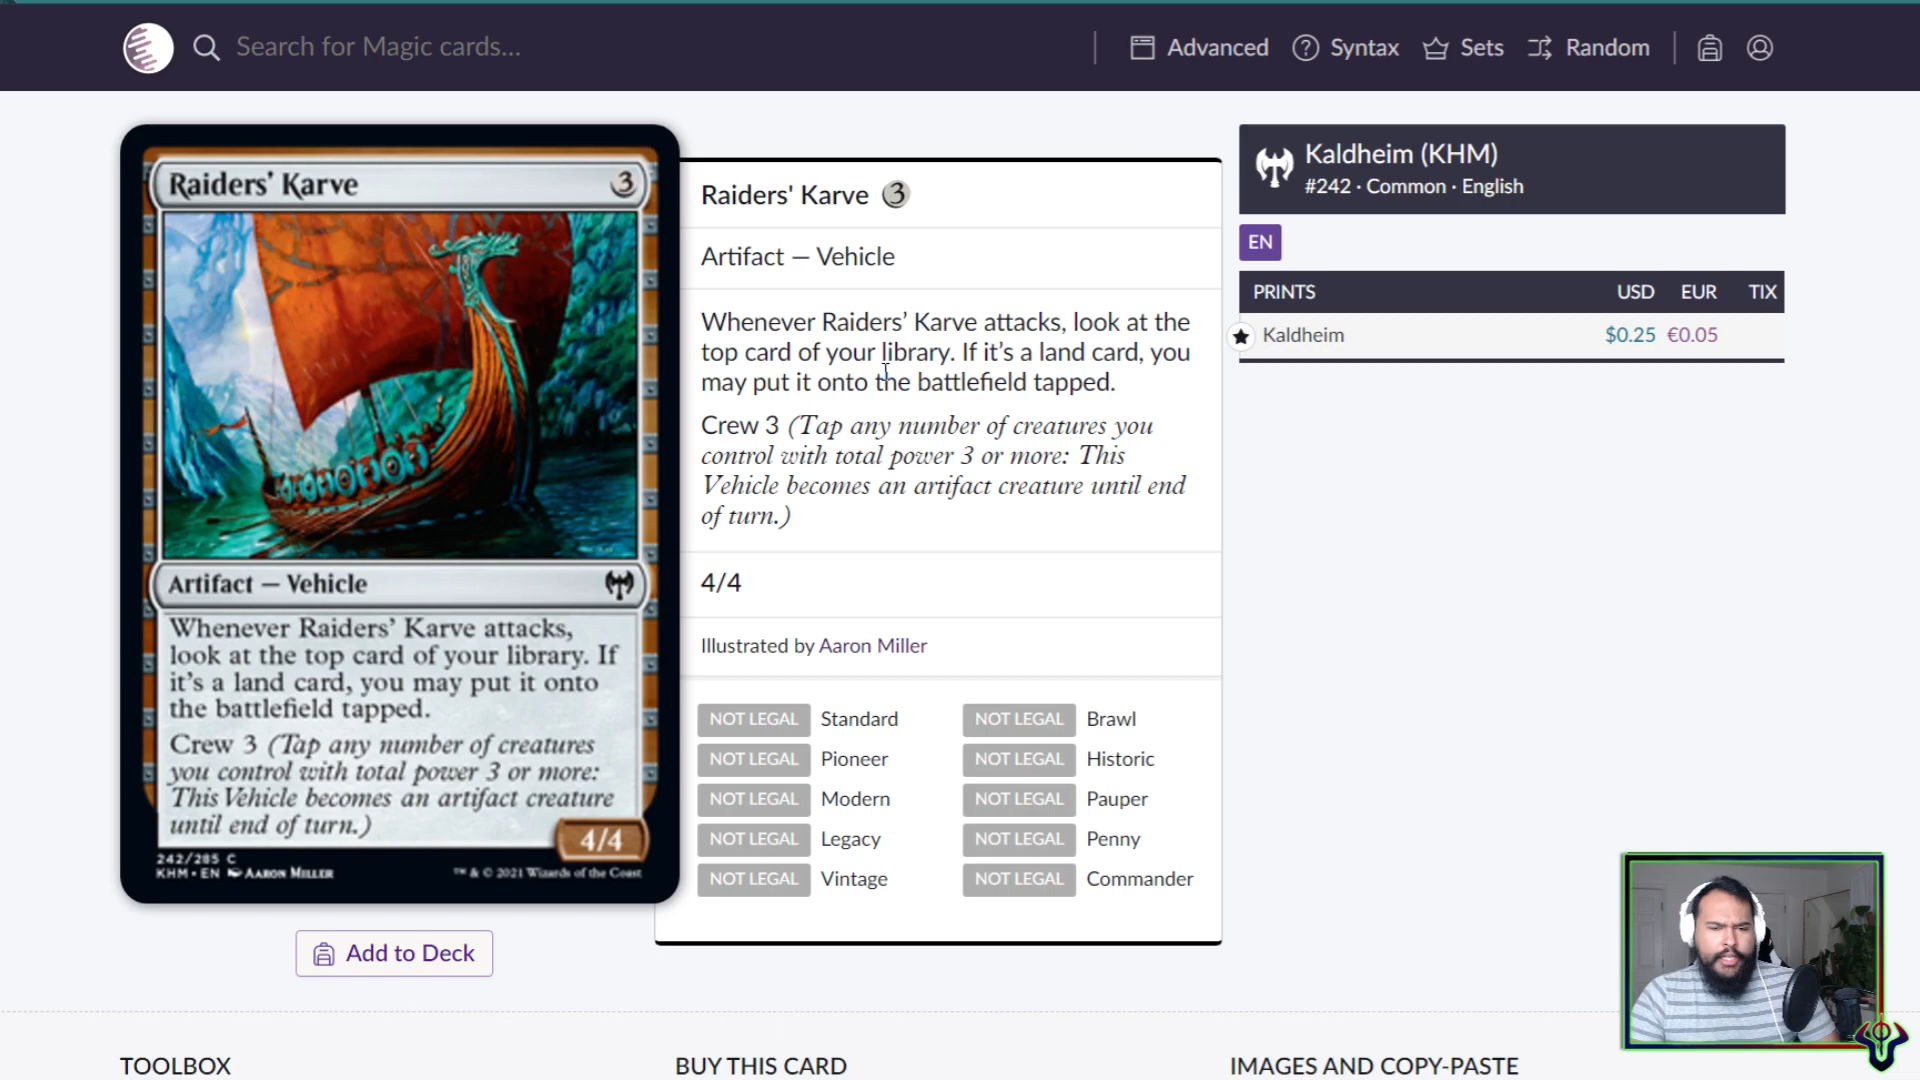 Search for Magic cards...
Advanced
Syntax
Sets
Random
Raiders' Karve 3
Artifact — Vehicle
Whenever Raiders' Karve attacks,
look at the top card of your library. If
it's a land card, you may put it onto
the battlefield tapped.
Crew 3 (Tap any number of creatures
you control with total power 3 or more:
This Vehicle becomes an artifact creature
until end of turn.)
4/4
242/285 C
KHM • EN AARON MILLER
™ & © 2021 Wizards of the Coast
Add to Deck
Raiders' Karve 3
Artifact — Vehicle
Whenever Raiders’ Karve attacks, look at the
top card of your library. If it’s a land card, you
may put it onto the battlefield tapped.
Crew 3 (Tap any number of creatures you
control with total power 3 or more: This
Vehicle becomes an artifact creature until end
of turn.)
4/4
Illustrated by Aaron Miller
NOT LEGAL Standard NOT LEGAL Brawl
NOT LEGAL Pioneer NOT LEGAL Historic
NOT LEGAL Modern NOT LEGAL Pauper
NOT LEGAL Legacy NOT LEGAL Penny
NOT LEGAL Vintage NOT LEGAL Commander
Kaldheim (KHM)
#242 · Common · English
EN
PRINTS USD EUR TIX
Kaldheim $0.25 €0.05
TOOLBOX
BUY THIS CARD
IMAGES AND COPY-PASTE